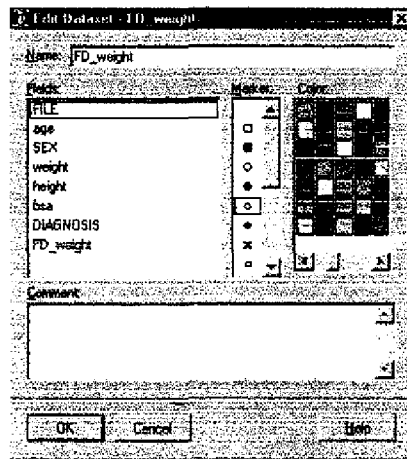 Edit Dataset - FD_weight
Name: FD_weight
Fields: Marker: Color:
FILE
age
SEX
weight
height
bsa
DIAGNOSIS
FD_weight
Comment:
OK Cancel Help